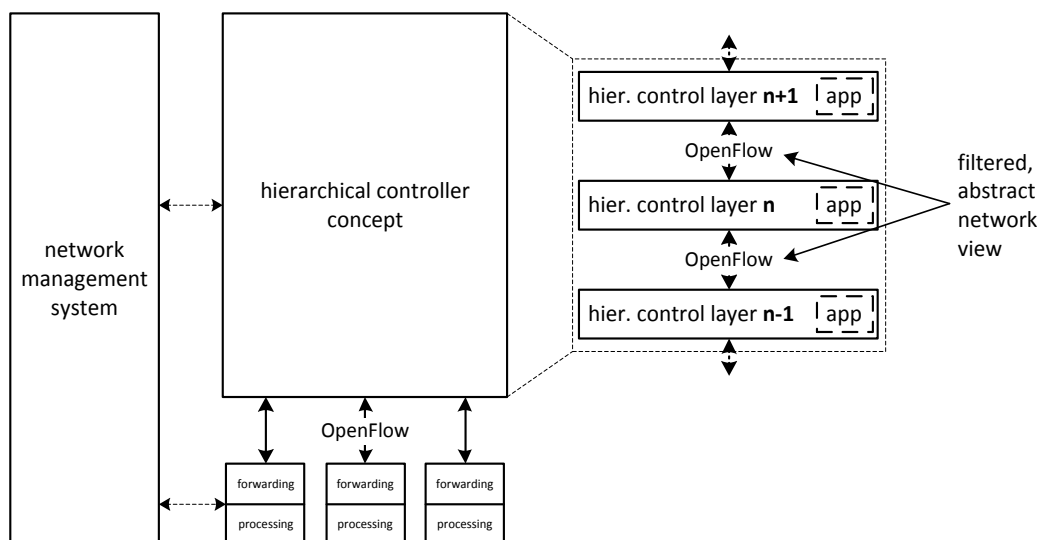 network
management
system
hierarchical controller
concept
OpenFlow
forwarding
processing
forwarding
processing
forwarding
processing
hier. control layer n+1
app
OpenFlow
hier. control layer n
app
OpenFlow
hier. control layer n-1
app
filtered,
abstract
network
view